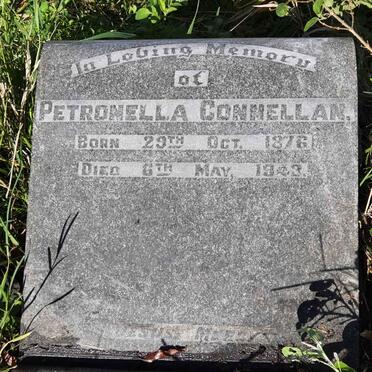 In Loving Memory
of
PETRONELLA CONNELLAN.
BORN 29TH OCT. 1876
DIED 6TH MAY, 1943.